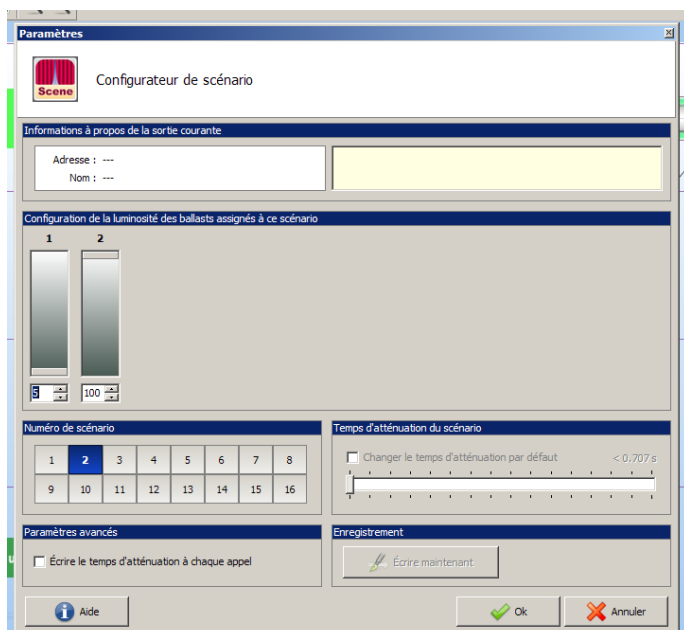 Paramètres
Scene
Configurateur de scénario
Informations à propos de la sortie courante
Adresse : ---
Nom : ---
Configuration de la luminosité des ballasts assignés à ce scénario
1 2
5 100
Numéro de scénario
1 2 3 4 5 6 7 8
9 10 11 12 13 14 15 16
Temps d'atténuation du scénario
Changer le temps d'atténuation par défaut < 0.707 s
Paramètres avancés
Écrire le temps d'atténuation à chaque appel
Enregistrement
Écrire maintenant
Aide
Ok
Annuler